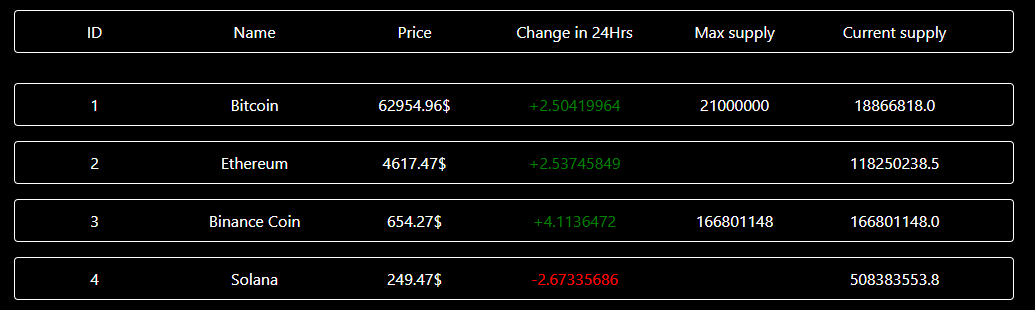 ID Name Price Change in 24Hrs Max supply Current supply
1 Bitcoin 62954.96$ +2.50419964 21000000 18866818.0
2 Ethereum 4617.47$ +2.53745849 118250238.5
3 Binance Coin 654.27$ +4.1136472 166801148 166801148.0
4 Solana 249.47$ -2.67335686 508383553.8